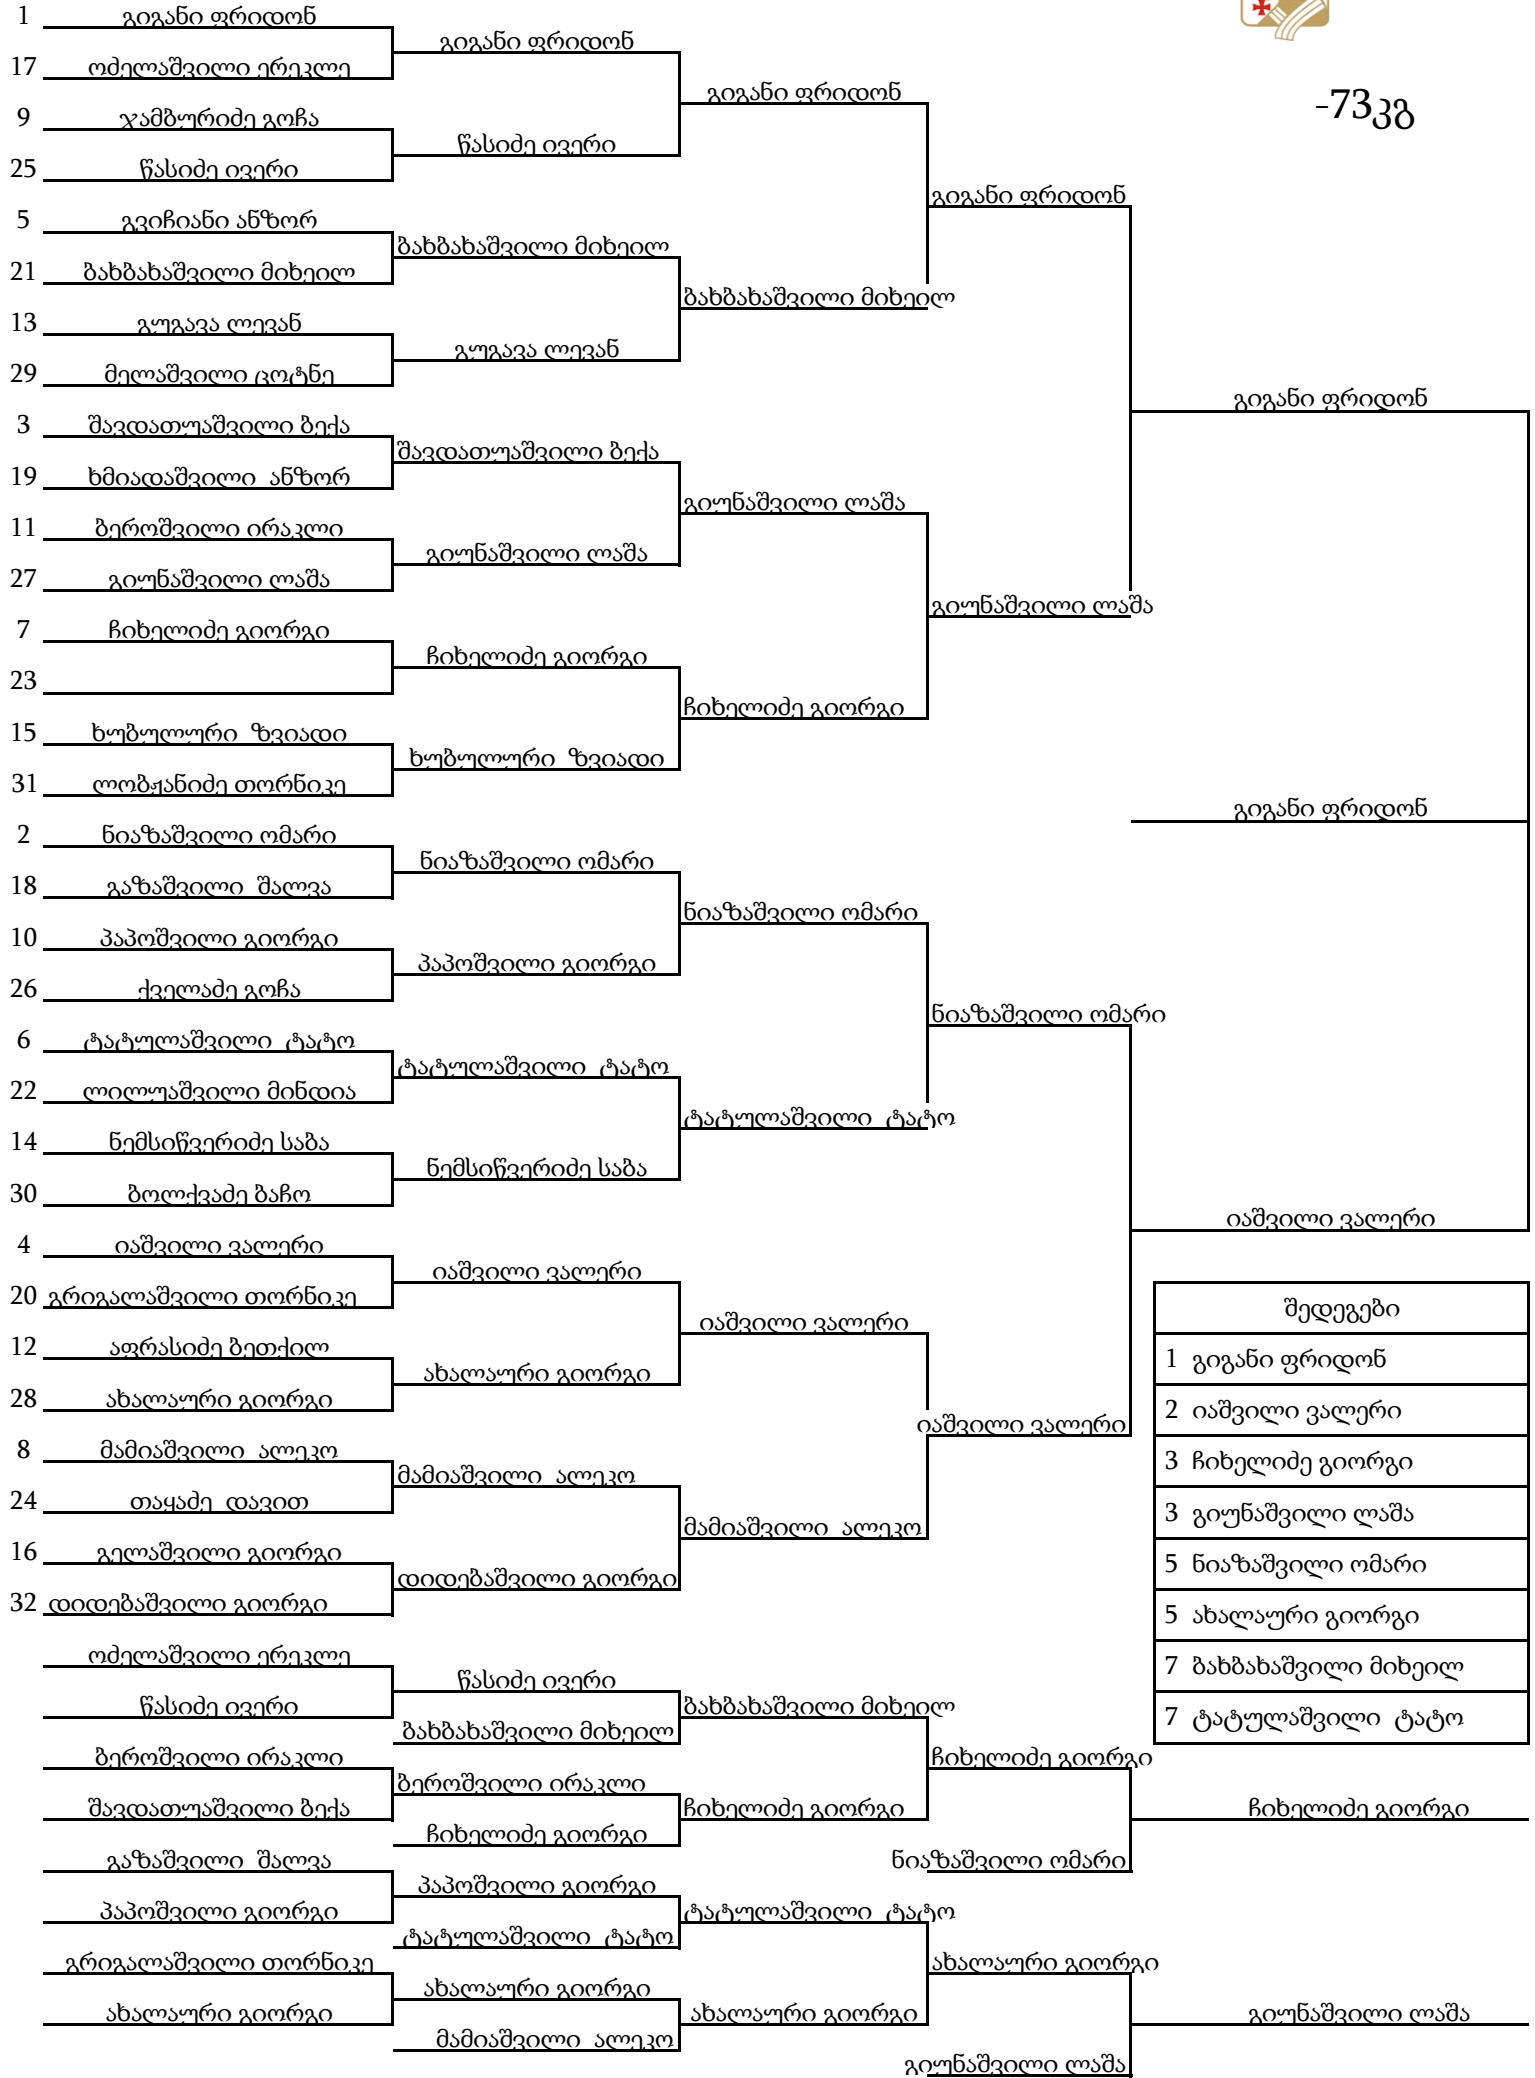 1 გიგანი ფრიდონ
გიგანი ფრიდონ
17 ოძელაშვილი ერეკლე
გიგანი ფრიდონ
-73კგ
9 ჯამბურიძე გოჩა
წასიძე ივერი
25 წასიძე ივერი
გიგანი ფრიდონ
5 გვიჩიანი ანზორ
ბახბახაშვილი მიხეილ
21 ბახბახაშვილი მიხეილ
ბახბახაშვილი მიხეილ
13 გუგავა ლევან
გუგავა ლევან
29 მელაშვილი ცოტნე
გიგანი ფრიდონ
3 შავდათუაშვილი ბექა
შავდათუაშვილი ბექა
19 ხმიადაშვილი ანზორ
გიუნაშვილი ლაშა
11 ბეროშვილი ირაკლი
გიუნაშვილი ლაშა
27 გიუნაშვილი ლაშა
გიუნაშვილი ლაშა
7 ჩიხელიძე გიორგი
ჩიხელიძე გიორგი
23
ჩიხელიძე გიორგი
15 ხუბულური ზვიადი
ხუბულური ზვიადი
31 ლობჟანიძე თორნიკე
გიგანი ფრიდონ
2 ნიაზაშვილი ომარი
ნიაზაშვილი ომარი
18 გაზაშვილი შალვა
ნიაზაშვილი ომარი
10 პაპოშვილი გიორგი
პაპოშვილი გიორგი
26 ქველაძე გოჩა
ნიაზაშვილი ომარი
6 ტატულაშვილი ტატო
ტატულაშვილი ტატო
22 ლილუაშვილი მინდია
ტატულაშვილი ტატო
14 ნემსიწვერიძე საბა
ნემსიწვერიძე საბა
30 ბოლქვაძე ბაჩო
იაშვილი ვალერი
4 იაშვილი ვალერი
იაშვილი ვალერი
20 გრიგალაშვილი თორნიკე
იაშვილი ვალერი
12 აფრასიძე ბეთქილ
ახალაური გიორგი
28 ახალაური გიორგი
იაშვილი ვალერი
8 მამიაშვილი ალეკო
მამიაშვილი ალეკო
24 თაყაძე დავით
მამიაშვილი ალეკო
16 გელაშვილი გიორგი
დიდებაშვილი გიორგი
32 დიდებაშვილი გიორგი
შედეგები
1 გიგანი ფრიდონ
2 იაშვილი ვალერი
3 ჩიხელიძე გიორგი
3 გიუნაშვილი ლაშა
5 ნიაზაშვილი ომარი
5 ახალაური გიორგი
7 ბახბახაშვილი მიხეილ
7 ტატულაშვილი ტატო
ოძელაშვილი ერეკლე
წასიძე ივერი
წასიძე ივერი
ბახბახაშვილი მიხეილ
ბახბახაშვილი მიხეილ
ბეროშვილი ირაკლი
ჩიხელიძე გიორგი
ბეროშვილი ირაკლი
შავდათუაშვილი ბექა
ჩიხელიძე გიორგი
ჩიხელიძე გიორგი
ჩიხელიძე გიორგი
გაზაშვილი შალვა
ნიაზაშვილი ომარი
პაპოშვილი გიორგი
პაპოშვილი გიორგი
ტატულაშვილი ტატო
ტატულაშვილი ტატო
გრიგალაშვილი თორნიკე
ახალაური გიორგი
ახალაური გიორგი
ახალაური გიორგი
ახალაური გიორგი
გიუნაშვილი ლაშა
მამიაშვილი ალეკო
გიუნაშვილი ლაშა